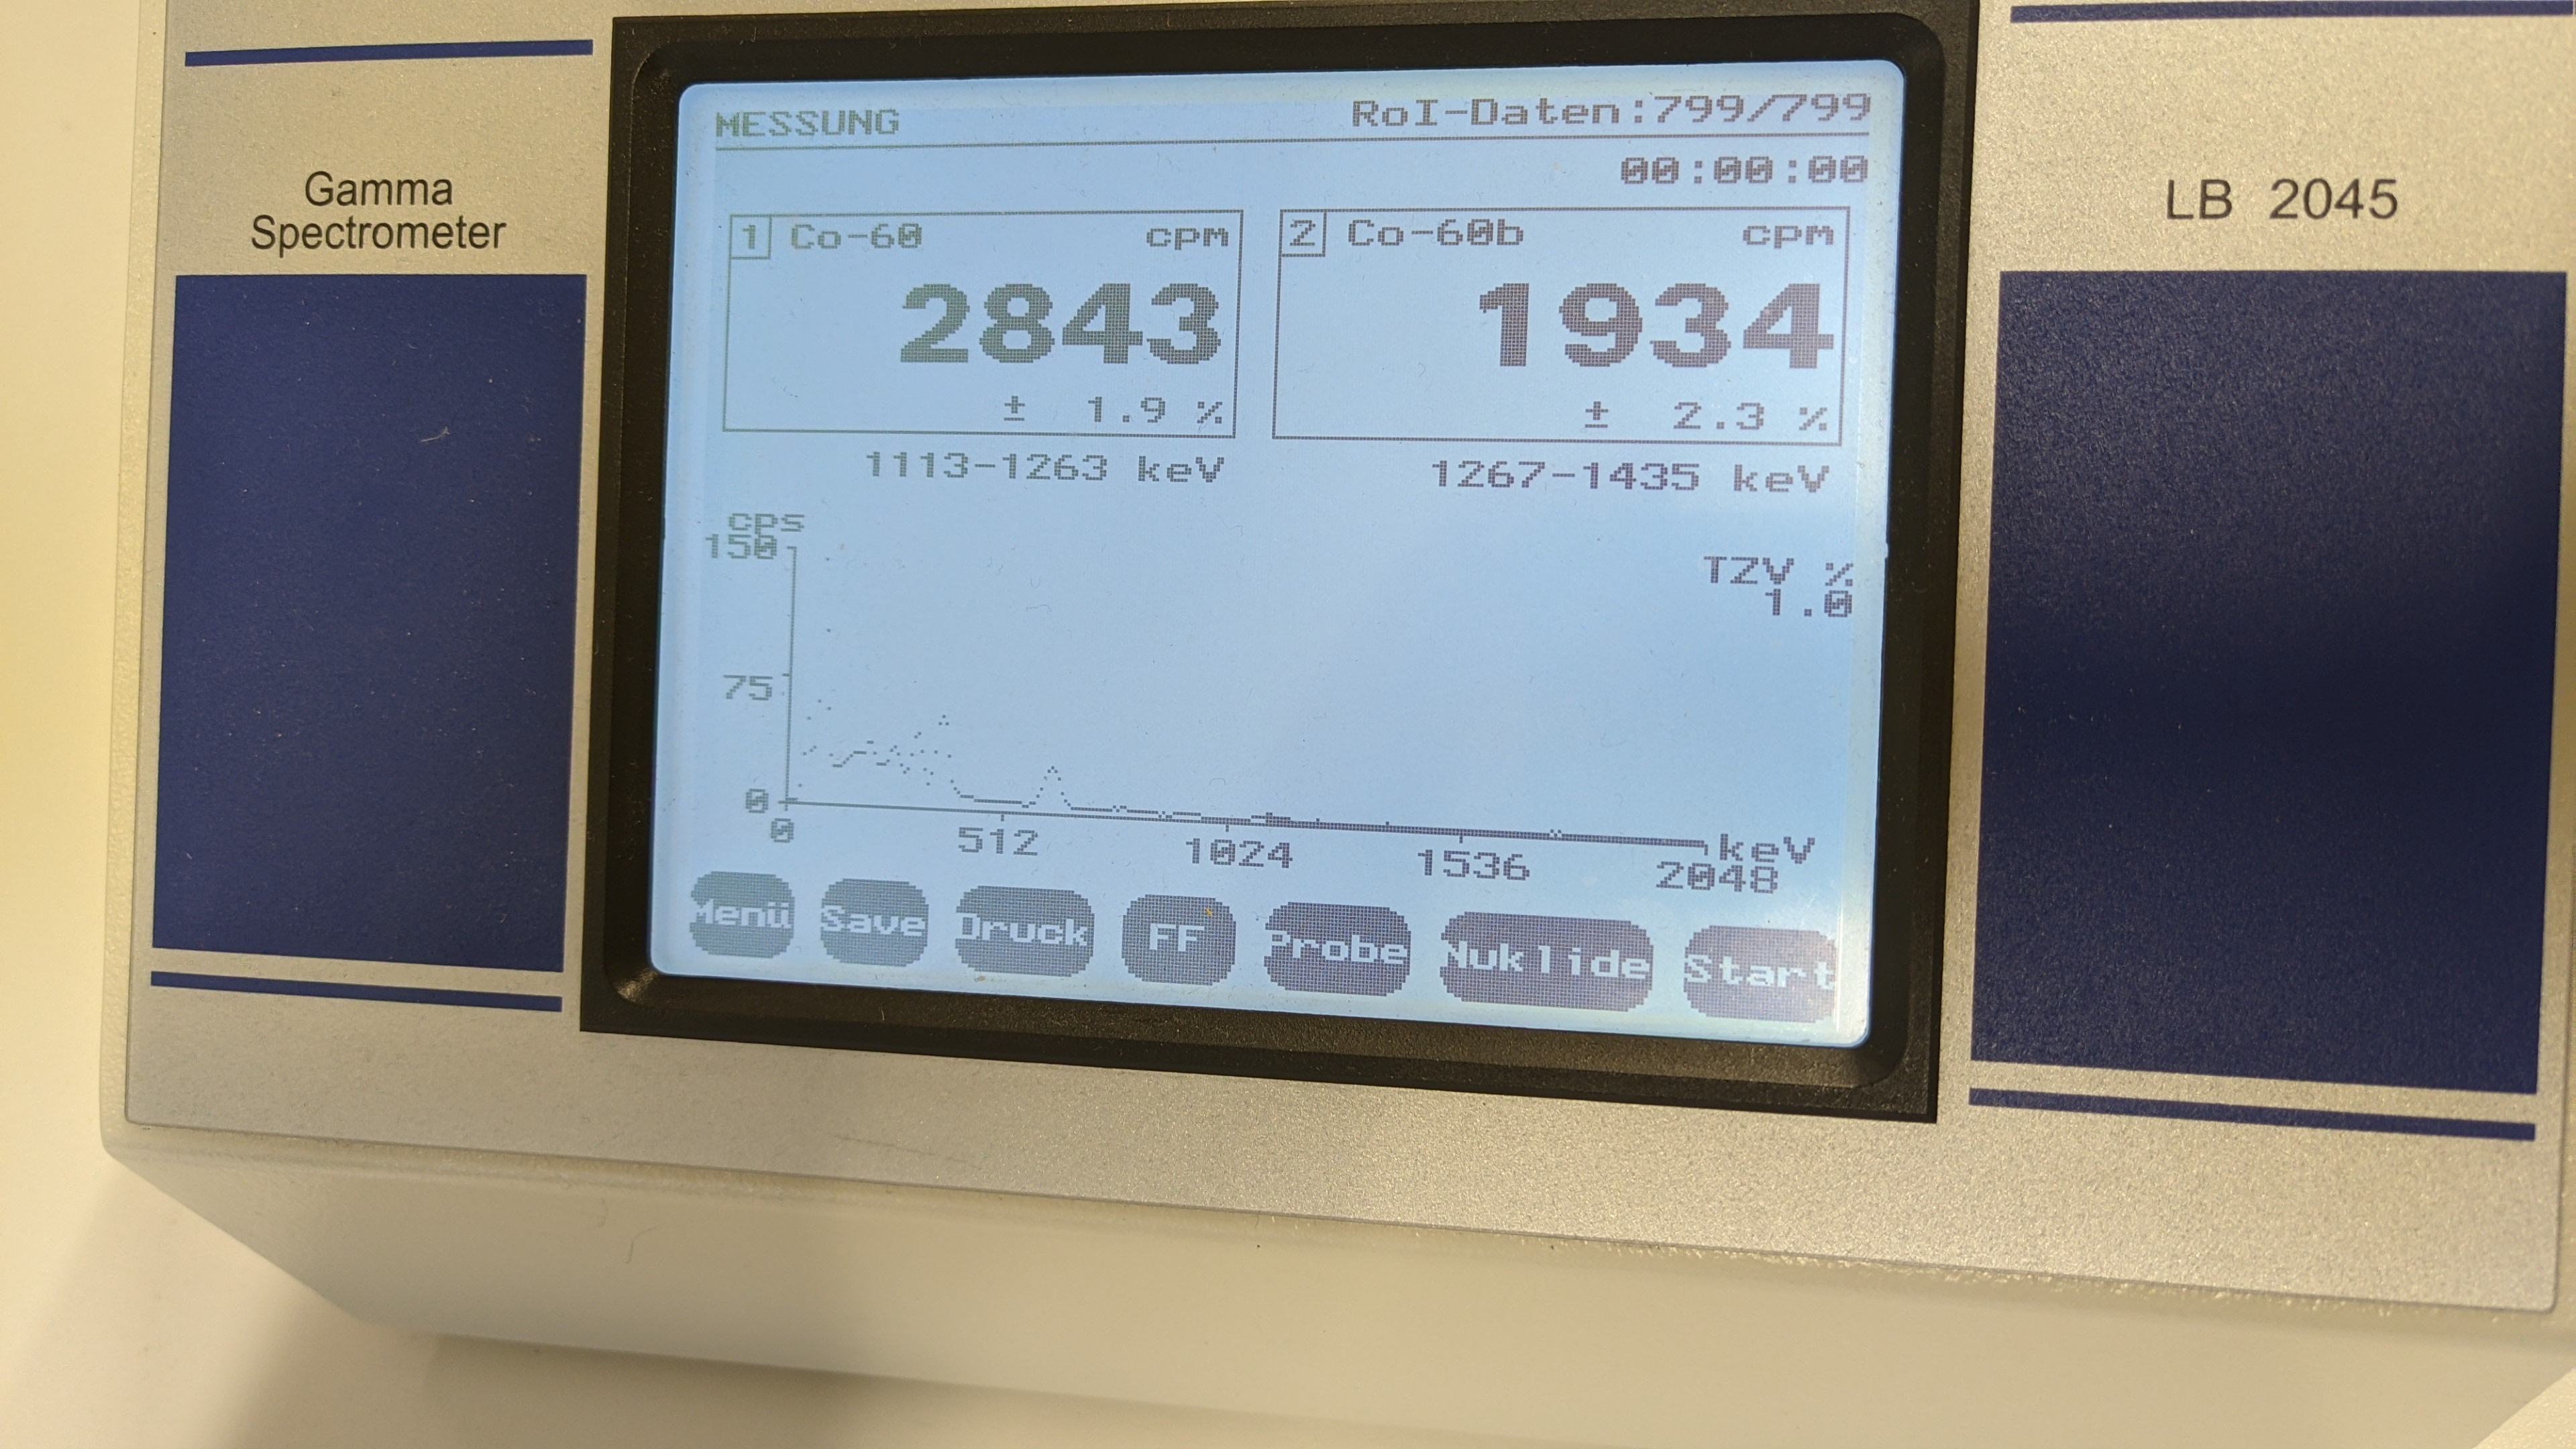 Gamma
Spectrometer
LB 2045
MESSUNG RoI-Daten:799/799
00:00:00
1 Co-60 cpm
2843
± 1.9 %
1113-1263 keV
2 Co-60b cpm
1934
± 2.3 %
1267-1435 keV
cps
150
75
0
TZV %
1.0
0 512 1024 1536 2048 keV
Menü Save Druck FF Probe Nuklide Start